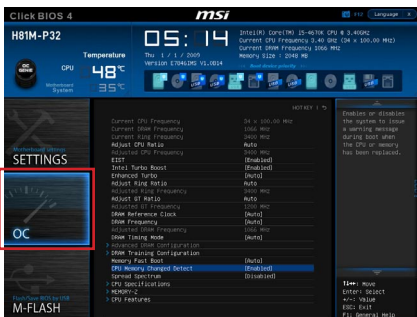 Click BIOS 4
msi
F12
Language
X
H81M-P32
Temperature
OC GENIE
CPU
48°C
Motherboard System
35°C
05: 14
Thu 1 / 1 / 2009
Version E7846IMS V1.0B14
Intel(R) Core(TM) i5-4670K CPU @ 3.40GHz
Current CPU Frequency 3.40 GHz (34 x 100.00 MHz)
Current DRAM Frequency 1066 MHz
Memory Size : 2048 MB
Boot device priority
HOT KEY
Motherboard settings
SETTINGS
OC
Flash/Save BIOS by USB
M-FLASH
Current CPU Frequency 34 x 100.00 MHz
Current DRAM Frequency 1066 MHz
Current Ring Frequency 3400 MHz
Adjust CPU Ratio Auto
Adjusted CPU Frequency 3400 MHz
EIST [Enabled]
Intel Turbo Boost [Enabled]
Enhanced Turbo [Auto]
Adjust Ring Ratio Auto
Adjusted Ring Frequency 3400 MHz
Adjust GT Ratio Auto
Adjusted GT Frequency 1200 MHz
DRAM Reference Clock [Auto]
DRAM Frequency [Auto]
Adjusted DRAM Frequency 1066 MHz
DRAM Timing Mode [Auto]
> Advanced DRAM Configuration
> DRAM Training Configuration
Memory Fast Boot [Auto]
CPU Memory Changed Detect [Enabled]
Spread Spectrum [Disabled]
> CPU Specifications
> MEMORY-Z
> CPU Features
Enables or disables
the system to issue
a warning message
during boot when
the CPU or memory
has been replaced.
↑↓←→: Move
Enter: Select
+/-: Value
ESC: Exit
F1: General Help